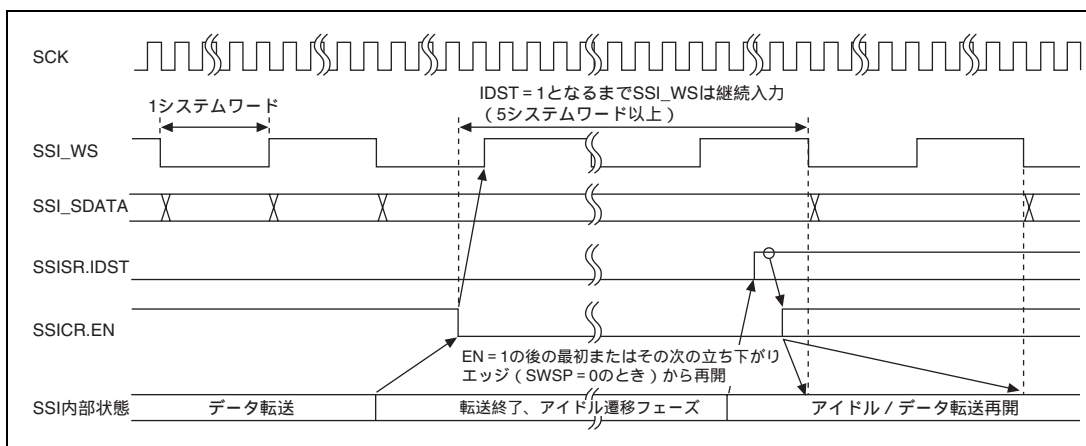 SCK
IDST = 1となるまでSSI_WSは継続入力
（5システムワード以上）
1システムワード
SSI_WS
SSI_SDATA
SSISR.IDST
SSICR.EN
EN = 1の後の最初またはその次の立ち下がり
エッジ（SWSP = 0のとき）から再開
SSI内部状態
データ転送
転送終了、アイドル遷移フェーズ
アイドル / データ転送再開